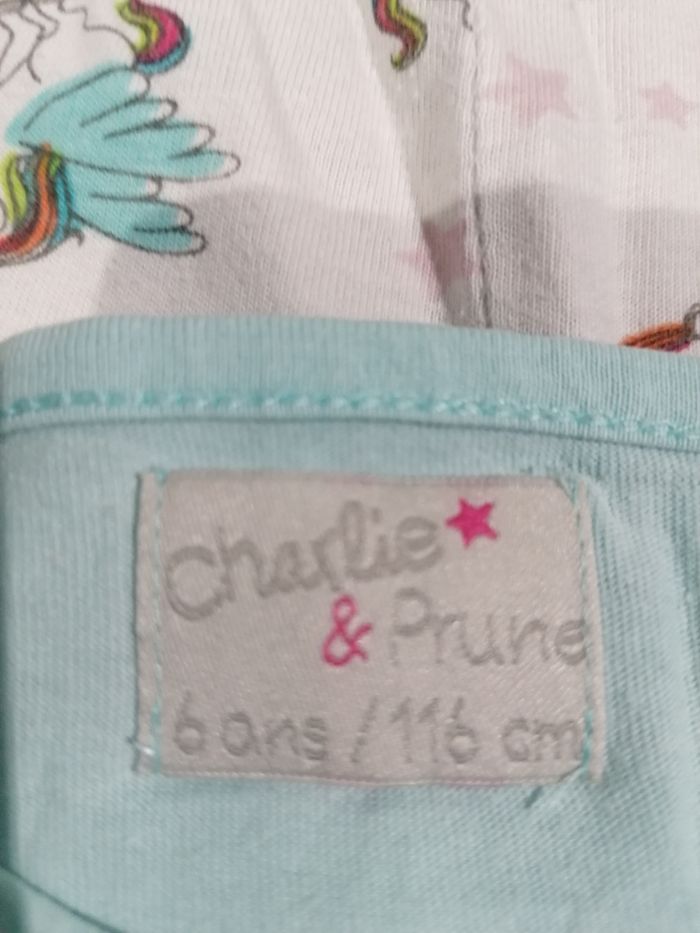 Charlie
& Prune
6 ans / 116 cm